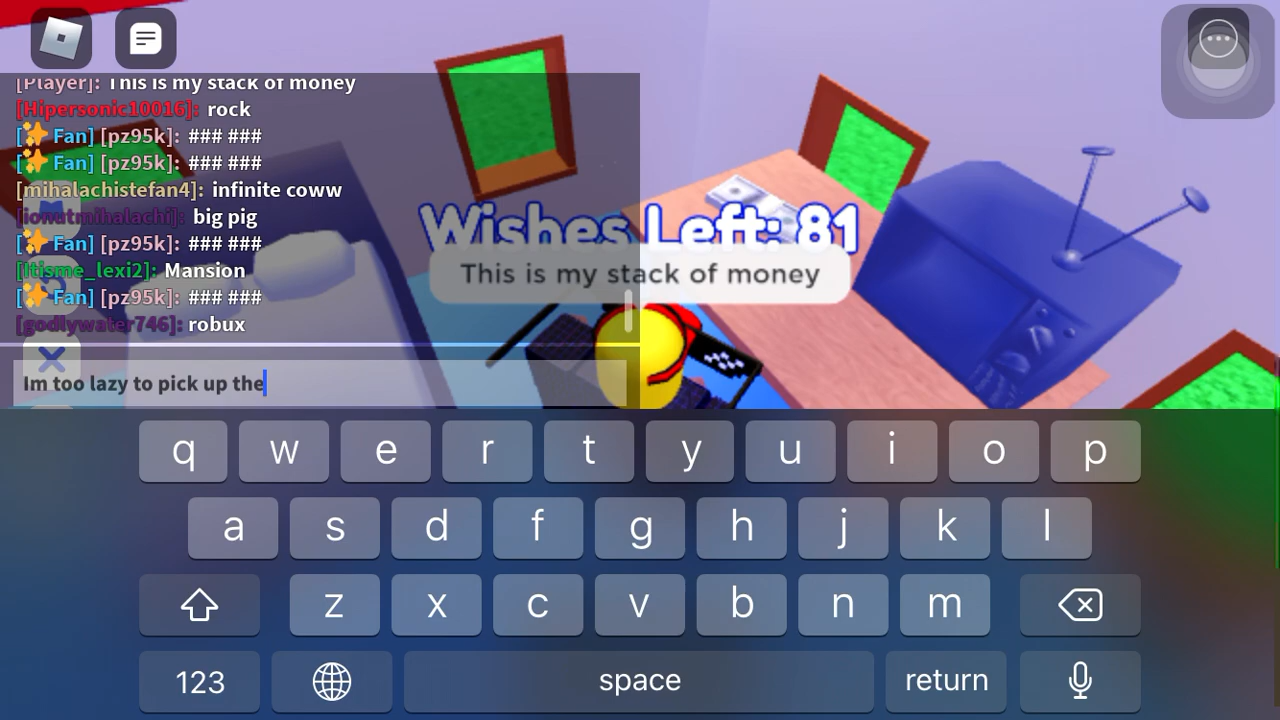 [Player]: This is my stack of money
[Hipersonic10016]: rock
[✨ Fan] [pz95k]: ### ###
[✨ Fan] [pz95k]: ### ###
[mihalachistefan4]: infinite coww
[ionutmihalachi]: big pig
[✨ Fan] [pz95k]: ### ###
[Itisme_lexi2]: Mansion
[✨ Fan] [pz95k]: ### ###
[godlywater746]: robux
Wishes Left: 81
This is my stack of money
Im too lazy to pick up the
q w e r t y u i o p
a s d f g h j k l
z x c v b n m
123 space return